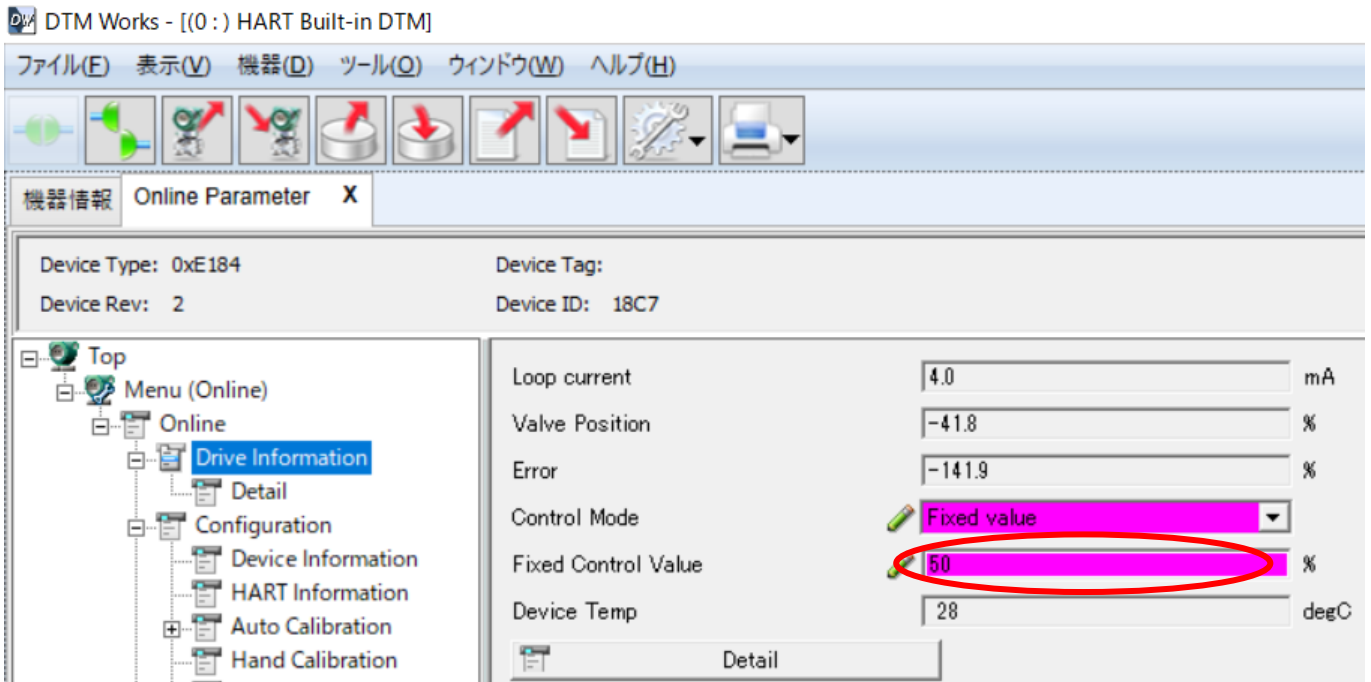 DTM Works - [(0 : ) HART Built-in DTM]
ファイル(F) 表示(V) 機器(D) ツール(O) ウィンドウ(W) ヘルプ(H)
機器情報 Online Parameter X
Device Type: 0xE184 Device Tag:
Device Rev: 2 Device ID: 18C7
Top
Menu (Online)
Online
Drive Information
Detail
Configuration
Device Information
HART Information
Auto Calibration
Hand Calibration
Loop current 4.0 mA
Valve Position -41.8 %
Error -141.9 %
Control Mode Fixed value
Fixed Control Value 50 %
Device Temp 28 degC
Detail